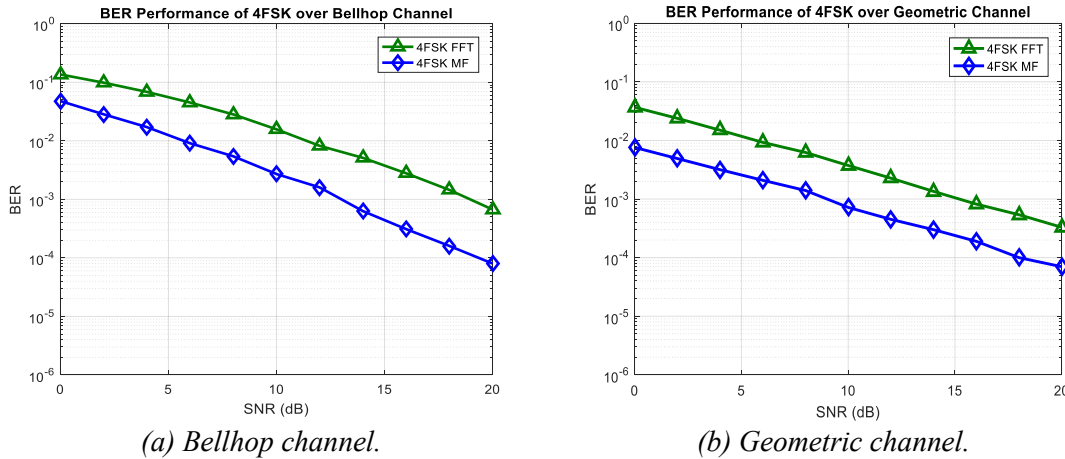 BER Performance of 4FSK over Bellhop Channel
10^0
10^-1
10^-2
10^-3
10^-4
10^-5
10^-6
BER
4FSK FFT
4FSK MF
0 5 10 15 20
SNR (dB)
(a) Bellhop channel.
BER Performance of 4FSK over Geometric Channel
10^0
10^-1
10^-2
10^-3
10^-4
10^-5
10^-6
BER
4FSK FFT
4FSK MF
0 5 10 15 20
SNR (dB)
(b) Geometric channel.